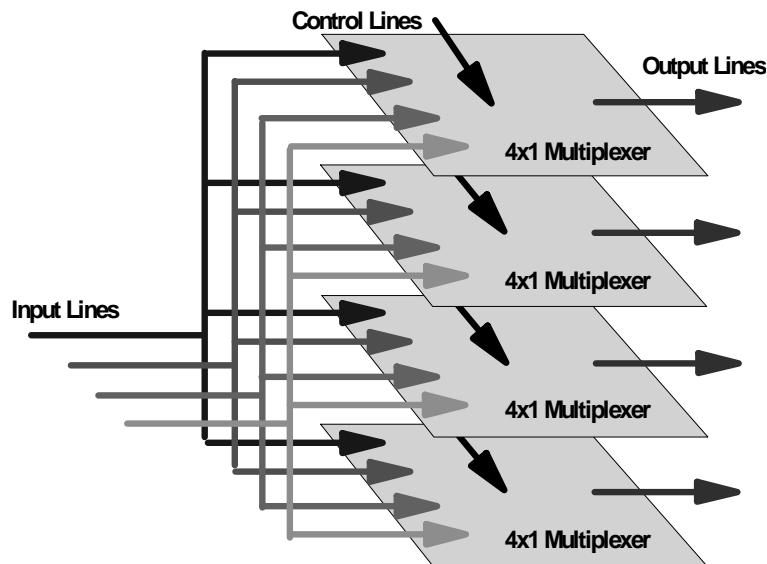 Control Lines
Output Lines
4x1 Multiplexer
4x1 Multiplexer
Input Lines
4x1 Multiplexer
4x1 Multiplexer